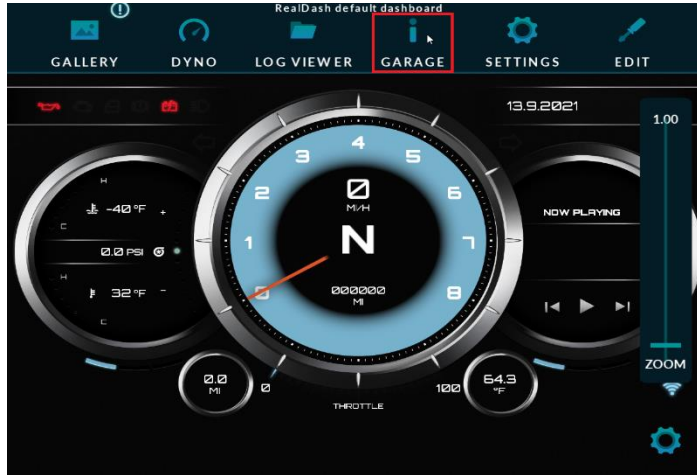 RealDash default dashboard
GALLERY DYNO LOG VIEWER GARAGE SETTINGS EDIT
13.9.2021
1.00
H
-40 °F
C
0.0 PSI
H
32 °F
C
0 1 2 3 4 5 6 7 8
0
M/H
N
000000
MI
NOW PLAYING
ZOOM
0.0
MI
0
THROTTLE
100
64.3
°F